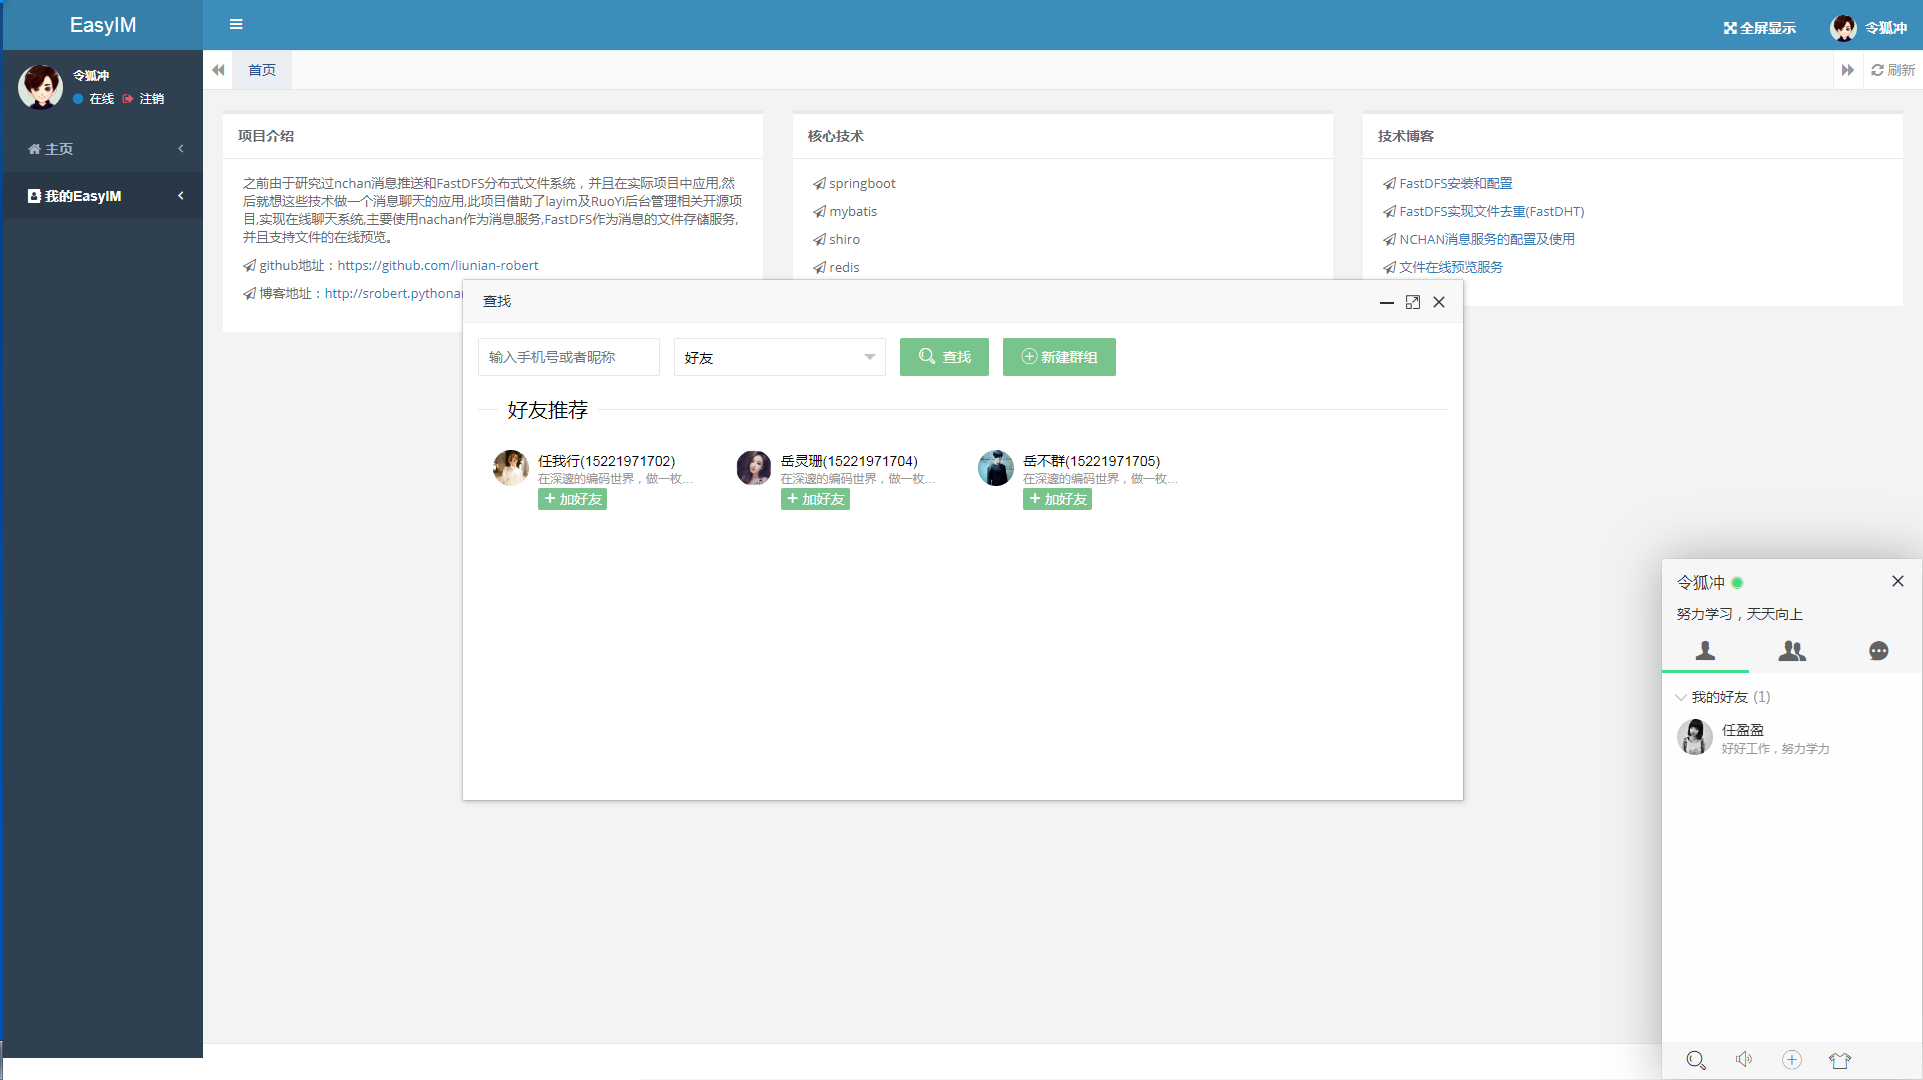 EasyIM
全屏显示
令狐冲
令狐冲
在线 注销
主页
我的EasyIM
首页
刷新
项目介绍
之前由于研究过nchan消息推送和FastDFS分布式文件系统，并且在实际项目中应用,然
后就想这些技术做一个消息聊天的应用,此项目借助了layim及RuoYi后台管理相关开源项
目,实现在线聊天系统,主要使用nachan作为消息服务,FastDFS作为消息的文件存储服务,
并且支持文件的在线预览。
github地址：https://github.com/liunian-robert
博客地址：http://srobert.pythonar
核心技术
springboot
mybatis
shiro
redis
技术博客
FastDFS安装和配置
FastDFS实现文件去重(FastDHT)
NCHAN消息服务的配置及使用
文件在线预览服务
查找
输入手机号或者昵称
好友
查找
新建群组
好友推荐
任我行(15221971702)
在深邃的编码世界，做一枚...
加好友
岳灵珊(15221971704)
在深邃的编码世界，做一枚...
加好友
岳不群(15221971705)
在深邃的编码世界，做一枚...
加好友
令狐冲
努力学习，天天向上
我的好友 (1)
任盈盈
好好工作，努力学力